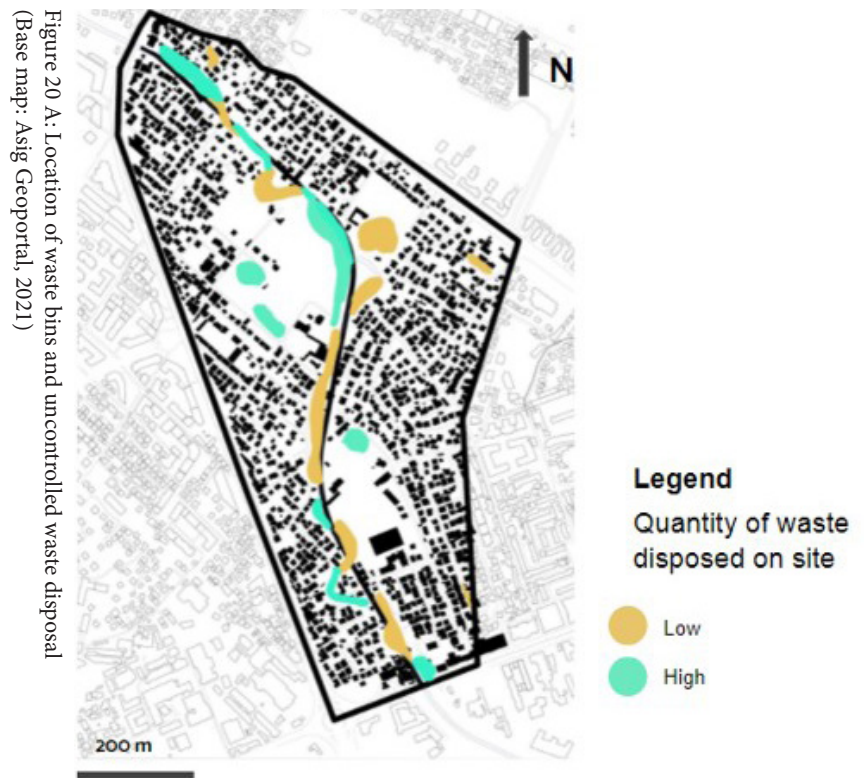 Figure 20 A: Location of waste bins and uncontrolled waste disposal
(Base map: Asig Geoportal, 2021)
N
Legend
Quantity of waste
disposed on site
Low
High
200 m